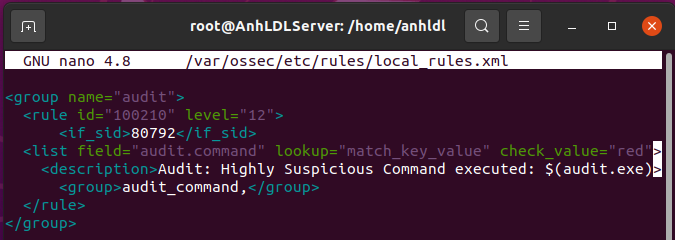 root@AnhLDLServer: /home/anhldl
GNU nano 4.8 /var/ossec/etc/rules/local_rules.xml
<group name="audit">
<rule id="100210" level="12">
<if_sid>80792</if_sid>
<list field="audit.command" lookup="match_key_value" check_value="red">
<description>Audit: Highly Suspicious Command executed: $(audit.exe)>
<group>audit_command,</group>
</rule>
</group>